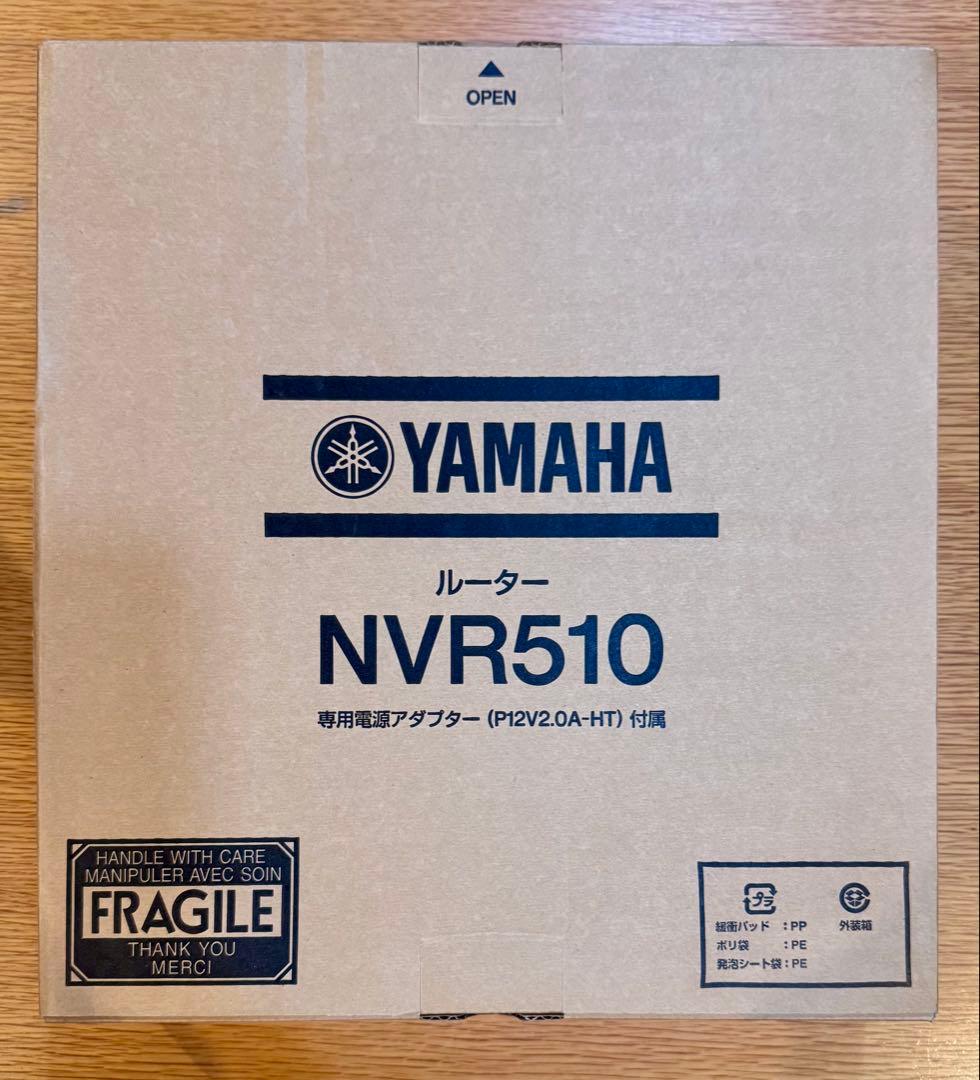 OPEN
YAMAHA
ルーター
NVR510
専用電源アダプター (P12V2.0A-HT) 付属
HANDLE WITH CARE
MANIPULER AVEC SOIN
FRAGILE
THANK YOU
MERCI
プラ
緩衝パッド :PP 外装箱
ポリ袋 :PE
発泡シート袋:PE